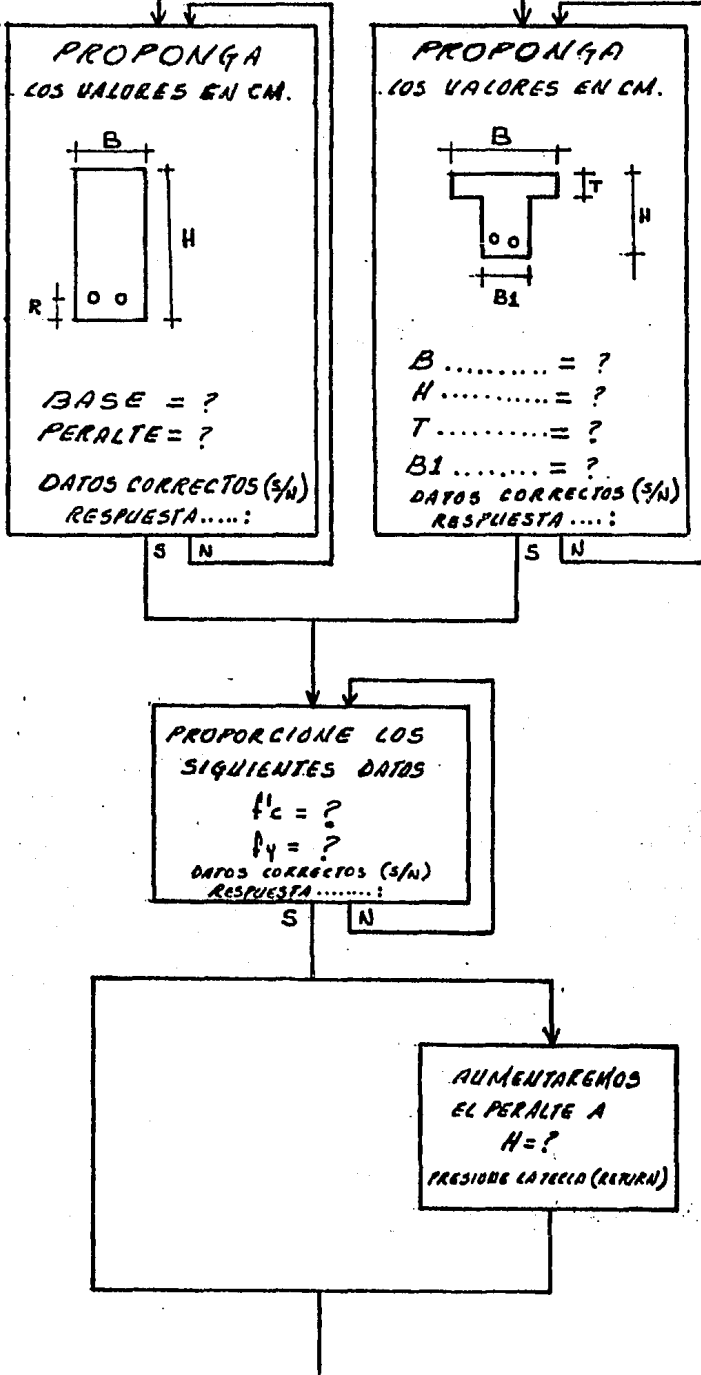 PROPONGA
LOS VALORES EN CM.
B
H
R
BASE = ?
PERALTE = ?
DATOS CORRECTOS (S/N)
RESPUESTA.....:
S N
PROPONGA
LOS VALORES EN CM.
B
T
H
B1
B .......... = ?
H ........... = ?
T .......... = ?
B1 ........ = ?
DATOS CORRECTOS (S/N)
RESPUESTA ....:
S N
PROPORCIONE LOS
SIGUIENTES DATOS
f'c = ?
fy = ?
DATOS CORRECTOS (S/N)
RESPUESTA ........:
S N
AUMENTAREMOS
EL PERALTE A
H = ?
PRESIONE LA TECLA (RETURN)